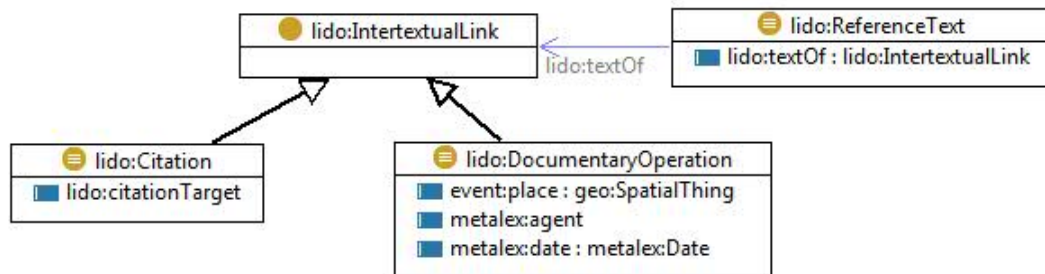 lido:IntertextualLink
lido:ReferenceText
lido:textOf : lido:IntertextualLink
lido:textOf
lido:Citation
lido:citationTarget
lido:DocumentaryOperation
event:place : geo:SpatialThing
metalex:agent
metalex:date : metalex:Date